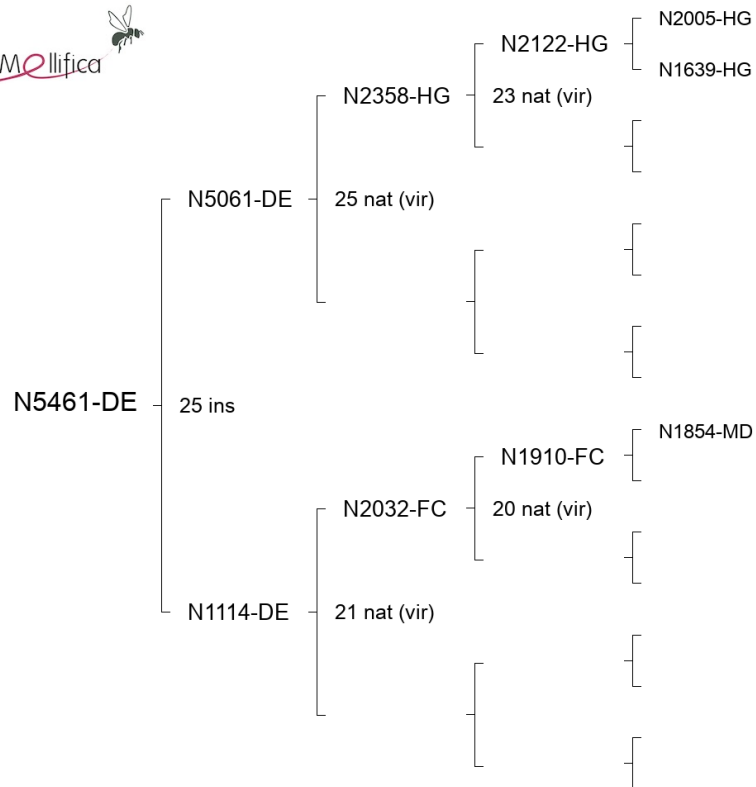 Mellifica
N2005-HG
N2122-HG
N1639-HG
N2358-HG
23 nat (vir)
N5061-DE
25 nat (vir)
N5461-DE
25 ins
N1854-MD
N1910-FC
N2032-FC
20 nat (vir)
N1114-DE
21 nat (vir)